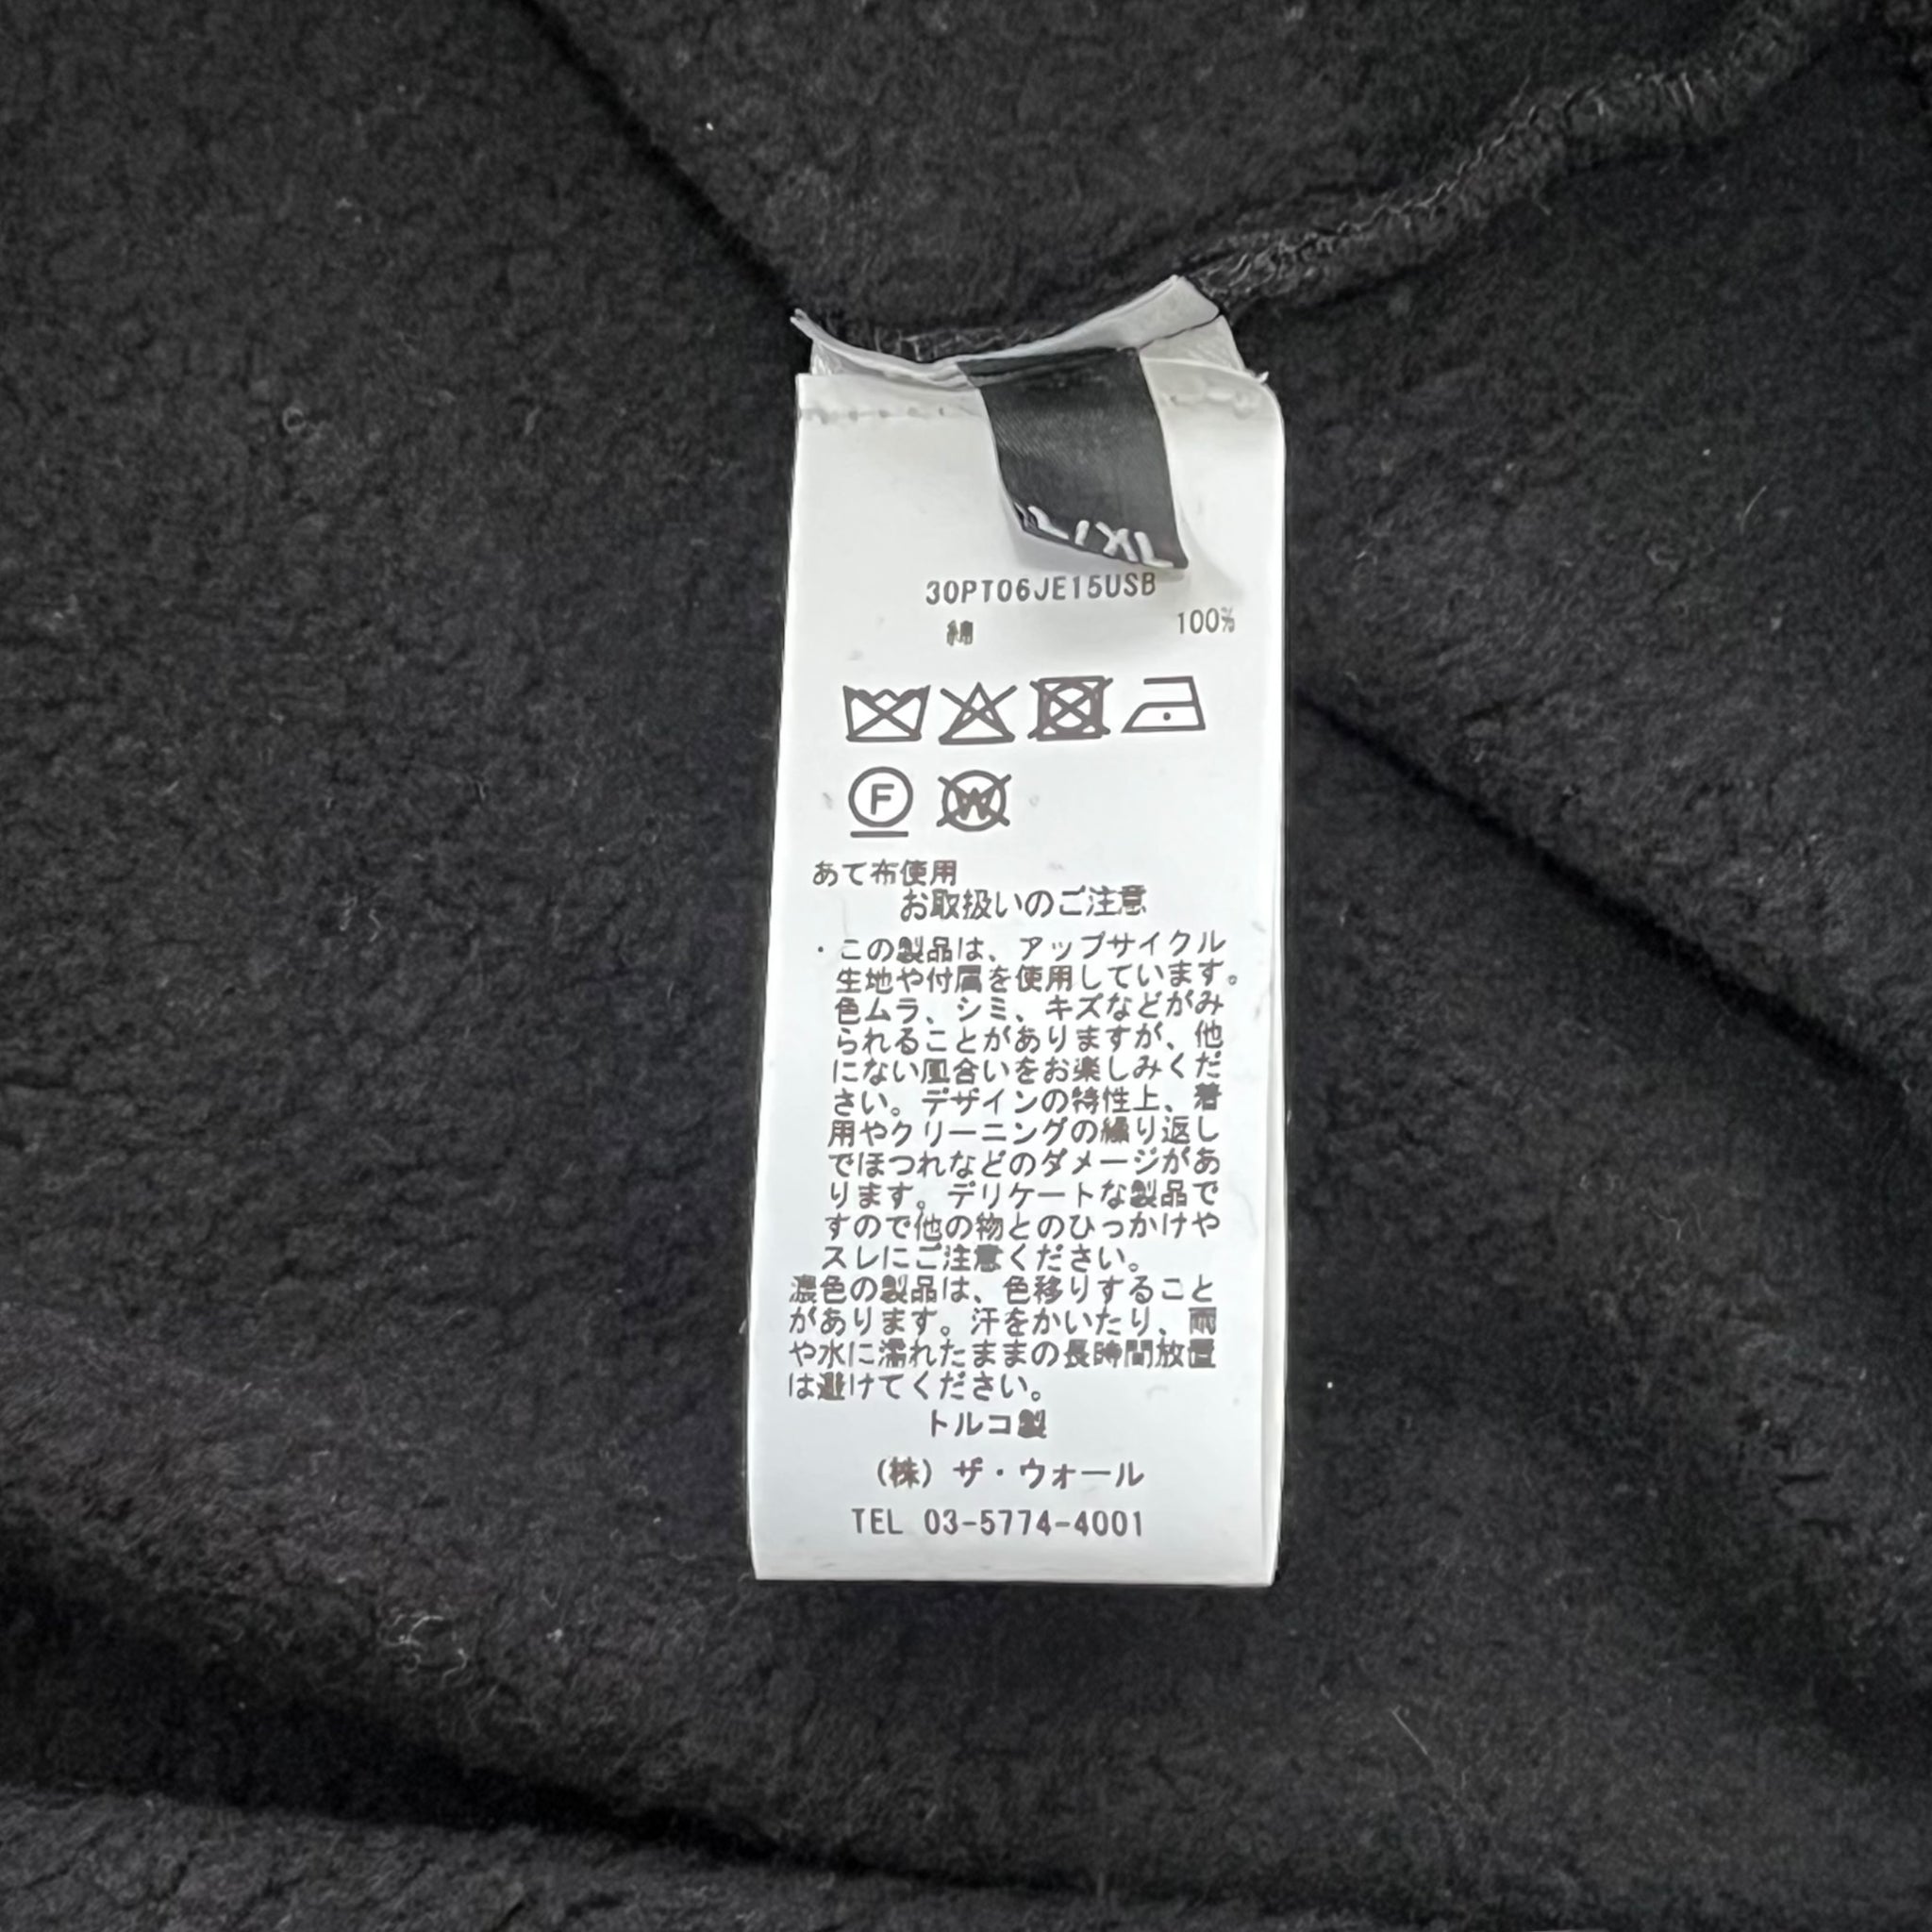 L/XL
30PT06JE15USB
綿 100%
F
W
あて布使用
お取扱いのご注意
・この製品は、アップサイクル
生地や付属を使用しています。
色ムラ、シミ、キズなどがみ
られることがありますが、他
にない風合いをお楽しみくだ
さい。デザインの特性上、着
用やクリーニングの繰り返し
でほつれなどのダメージがあ
ります。デリケートな製品で
すので他の物とのひっかけや
スレにご注意ください。
濃色の製品は、色移りすること
があります。汗をかいたり、雨
や水に濡れたままの長時間放置
は避けてください。
トルコ製
(株) ザ・ウォール
TEL 03-5774-4001